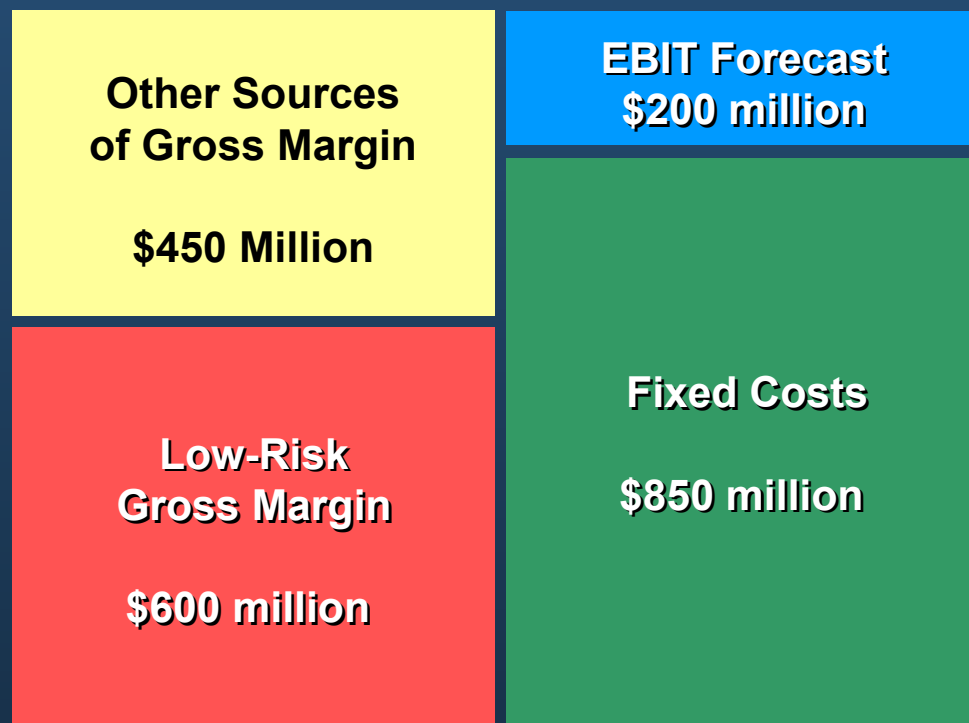 Other Sources
of Gross Margin
$450 Million
Low-Risk
Gross Margin
$600 million
EBIT Forecast
$200 million
Fixed Costs
$850 million